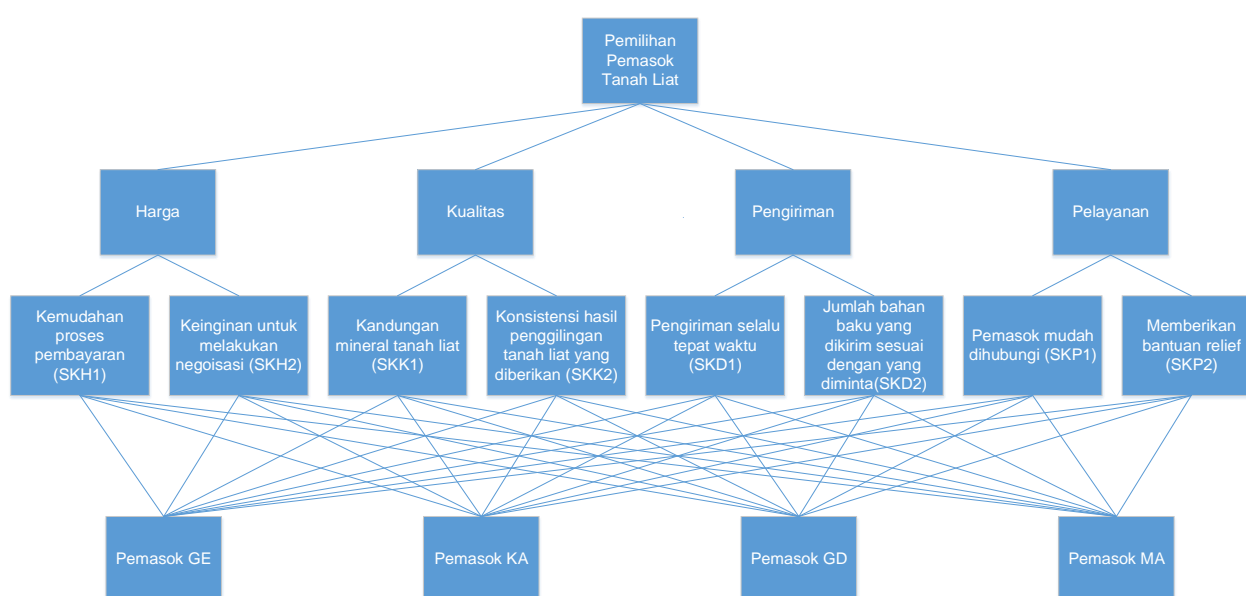 Pemilihan
Pemasok
Tanah Liat
Harga
Kualitas
Pengiriman
Pelayanan
Kemudahan
proses
pembayaran
(SKH1)
Keinginan untuk
melakukan
negoisasi (SKH2)
Kandungan
mineral tanah liat
(SKK1)
Konsistensi hasil
penggilingan
tanah liat yang
diberikan (SKK2)
Pengiriman selalu
tepat waktu
(SKD1)
Jumlah bahan
baku yang
dikirim sesuai
dengan yang
diminta(SKD2)
Pemasok mudah
dihubungi (SKP1)
Memberikan
bantuan relief
(SKP2)
Pemasok GE
Pemasok KA
Pemasok GD
Pemasok MA